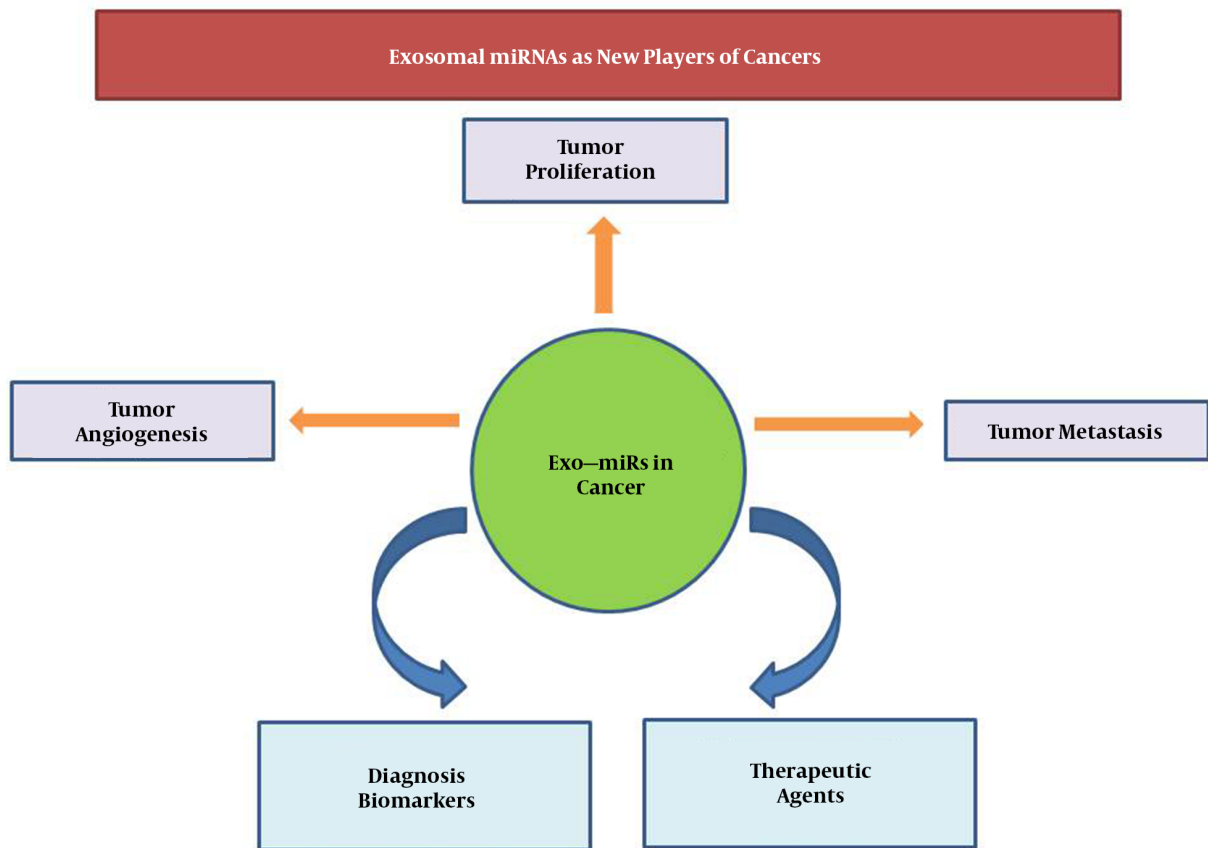 Exosomal miRNAs as New Players of Cancers
Tumor
Proliferation
Tumor
Angiogenesis
Tumor Metastasis
Exo—miRs in
Cancer
Diagnosis
Biomarkers
Therapeutic
Agents